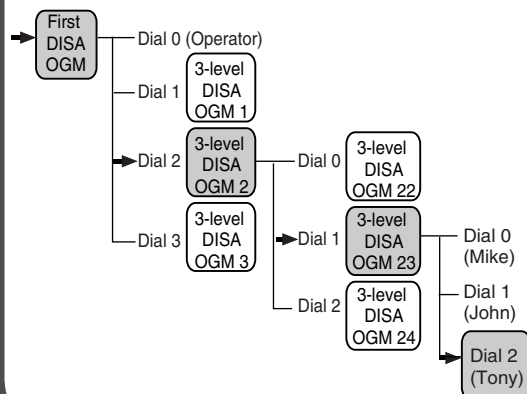 First
DISA
OGM
Dial 0 (Operator)
Dial 1
3-level
DISA
OGM 1
Dial 2
3-level
DISA
OGM 2
Dial 3
3-level
DISA
OGM 3
Dial 0
3-level
DISA
OGM 22
Dial 1
3-level
DISA
OGM 23
Dial 2
3-level
DISA
OGM 24
Dial 0
(Mike)
Dial 1
(John)
Dial 2
(Tony)